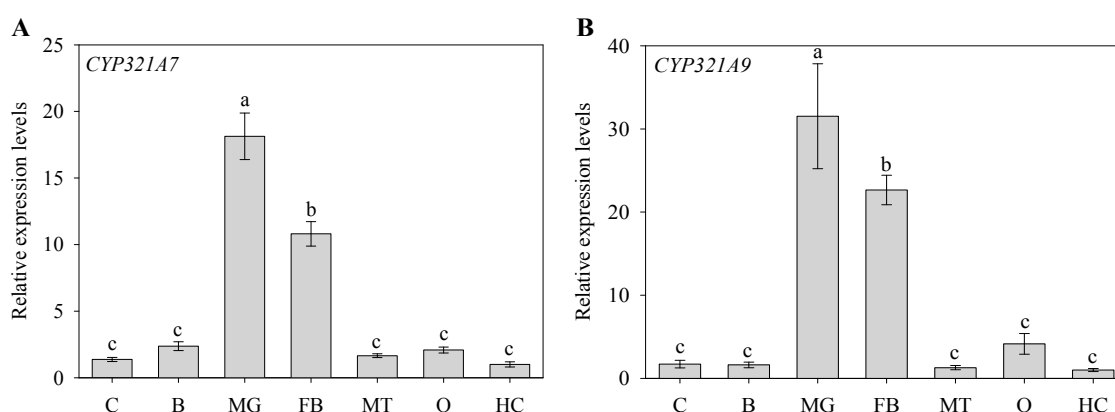 A
Relative expression levels
25
20
15
10
5
0
CYP321A7
c
c
a
b
c
c
c
C B MG FB MT O HC
B
Relative expression levels
40
30
20
10
0
CYP321A9
c
c
a
b
c
c
c
C B MG FB MT O HC